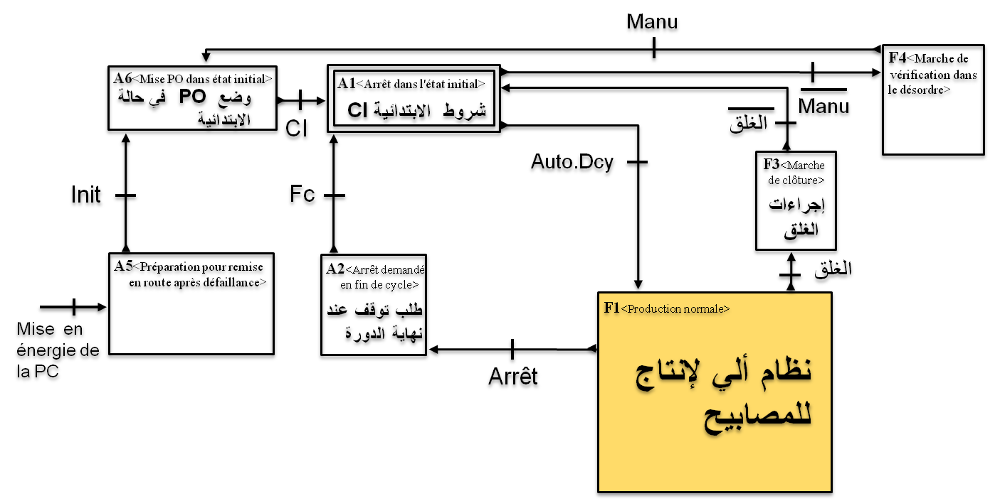 Manu
A6<Mise PO dans état initial>
وضع PO في حالة
الابتدائية
CI
A1<Arrêt dans l'état initial>
شروط الابتدائية CI
F4<Marche de
vérification dans
le désordre>
Manu
الغلق
Auto.Dcy
F3<Marche
de clôture>
إجراءات
الغلق
Init
Fc
A5<Préparation pour remise
en route après défaillance>
A2<Arrêt demandé
en fin de cycle>
طلب توقف عند
نهاية الدورة
الغلق
Mise en
énergie de
la PC
Arrêt
F1<Production normale>
نظام ألي لإنتاج
للمصابيح